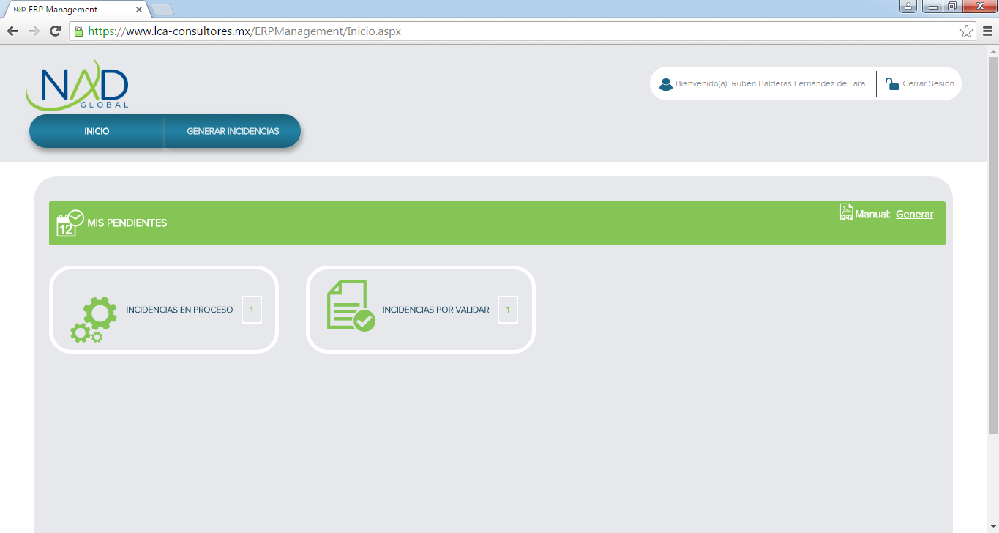 NAD ERP Management
https://www.lca-consultores.mx/ERPManagement/Inicio.aspx
NAD
GLOBAL
Bienvenido(a) Rubén Balderas Fernández de Lara
Cerrar Sesión
INICIO
GENERAR INCIDENCIAS
12
MIS PENDIENTES
PDF
Manual: Generar
INCIDENCIAS EN PROCESO 1
INCIDENCIAS POR VALIDAR 1